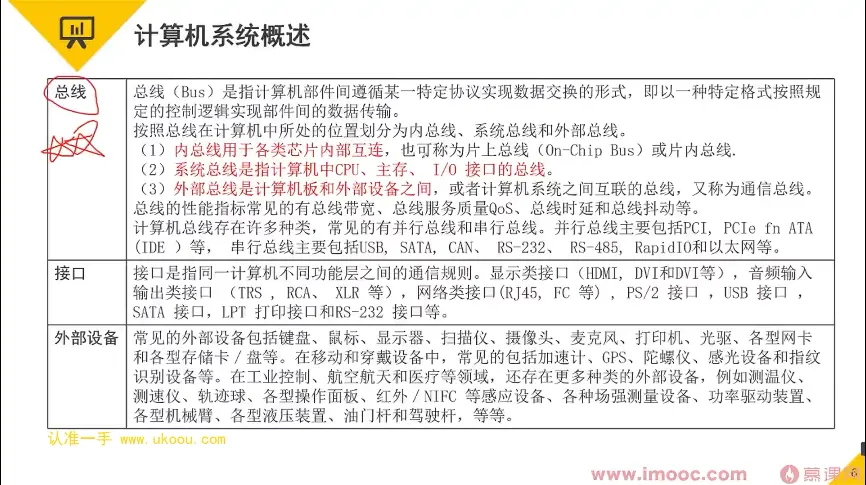 计算机系统概述
总线
总线（Bus）是指计算机部件间遵循某一特定协议实现数据交换的形式，即以一种特定格式按照规
定的控制逻辑实现部件间的数据传输。
按照总线在计算机中所处的位置划分为内总线、系统总线和外部总线。
（1）内总线用于各类芯片内部互连，也可称为片上总线（On-Chip Bus）或片内总线.
（2）系统总线是指计算机中CPU、主存、 I/O 接口的总线。
（3）外部总线是计算机板和外部设备之间，或者计算机系统之间互联的总线，又称为通信总线。
总线的性能指标常见的有总线带宽、总线服务质量QoS、总线时延和总线抖动等。
计算机总线存在许多种类，常见的有并行总线和串行总线。并行总线主要包括PCI, PCIe fn ATA
(IDE ）等， 串行总线主要包括USB, SATA, CAN、 RS-232、 RS-485, RapidIO和以太网等。
接口
接口是指同一计算机不同功能层之间的通信规则。显示类接口（HDMI, DVI和DVI等），音频输入
输出类接口 （TRS , RCA、 XLR 等），网络类接口(RJ45, FC 等) , PS/2 接口 ，USB 接口 ，
SATA 接口，LPT 打印接口和RS-232 接口等。
外部设备
常见的外部设备包括键盘、鼠标、显示器、扫描仪、摄像头、麦克风、打印机、光驱、各型网卡
和各型存储卡／盘等。在移动和穿戴设备中，常见的包括加速计、GPS、陀螺仪、感光设备和指纹
识别设备等。在工业控制、航空航天和医疗等领域，还存在更多种类的外部设备，例如测温仪、
测速仪、轨迹球、各型操作面板、红外／NIFC 等感应设备、各种场强测量设备、功率驱动装置、
各型机械臂、各型液压装置、油门杆和驾驶杆，等等。
认准一手 www.ukoou.com
www.imooc.com
慕课
6